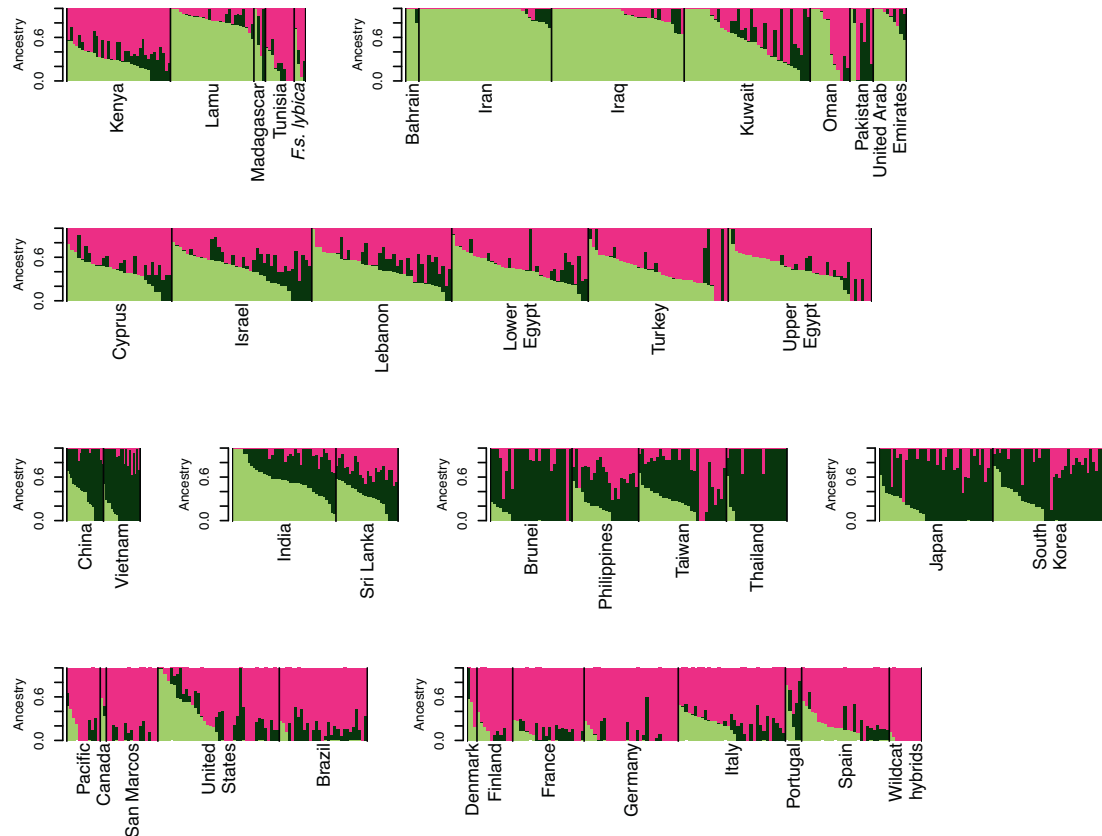 Ancestry
0.6
0.0
Kenya
Lamu
Madagascar
Tunisia
F.s. lybica
Ancestry
0.6
0.0
Bahrain
Iran
Iraq
Kuwait
Oman
Pakistan
United Arab
Emirates
Ancestry
0.6
0.0
Cyprus
Israel
Lebanon
Lower
Egypt
Turkey
Upper
Egypt
Ancestry
0.6
0.0
China
Vietnam
Ancestry
0.6
0.0
India
Sri Lanka
Ancestry
0.6
0.0
Brunei
Philippines
Taiwan
Thailand
Ancestry
0.6
0.0
Japan
South
Korea
Ancestry
0.6
0.0
Pacific
Canada
San Marcos
United
States
Brazil
Ancestry
0.6
0.0
Denmark
Finland
France
Germany
Italy
Portugal
Spain
Wildcat
hybrids